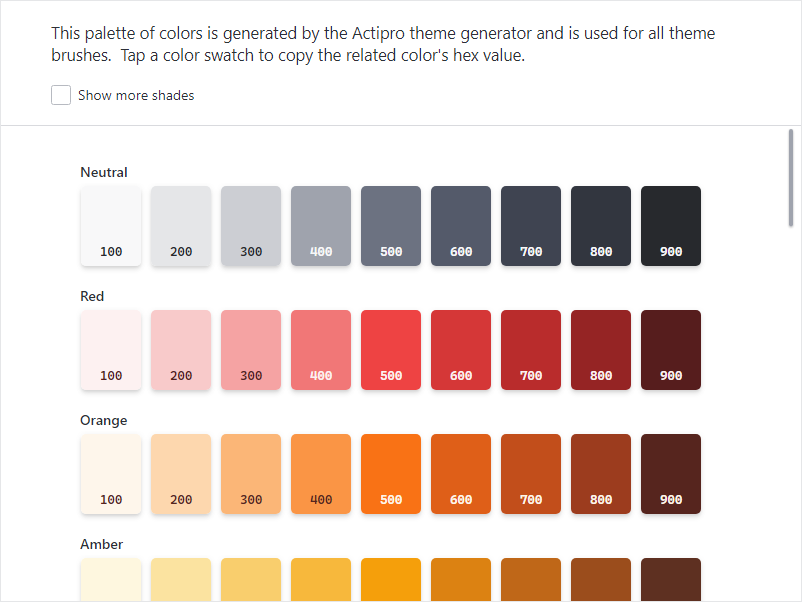 This palette of colors is generated by the Actipro theme generator and is used for all theme
brushes.  Tap a color swatch to copy the related color's hex value.
Show more shades
Neutral
100 200 300 400 500 600 700 800 900
Red
100 200 300 400 500 600 700 800 900
Orange
100 200 300 400 500 600 700 800 900
Amber